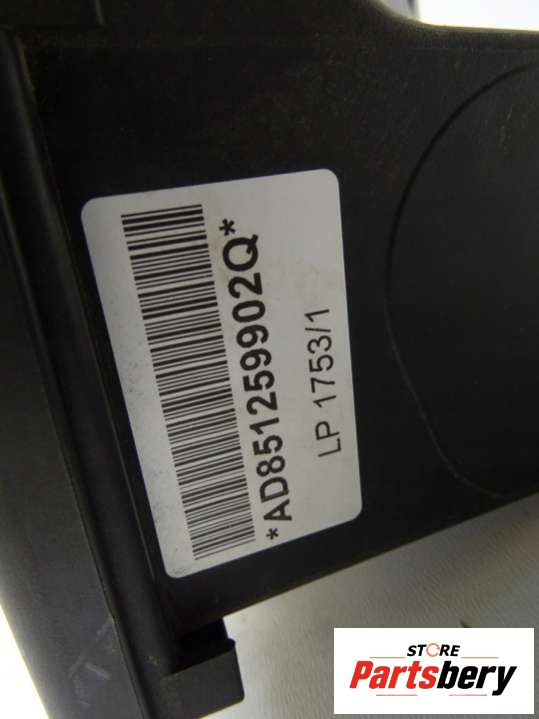 *AD851259902Q*
LP 1753/1
STORE
Partsbery